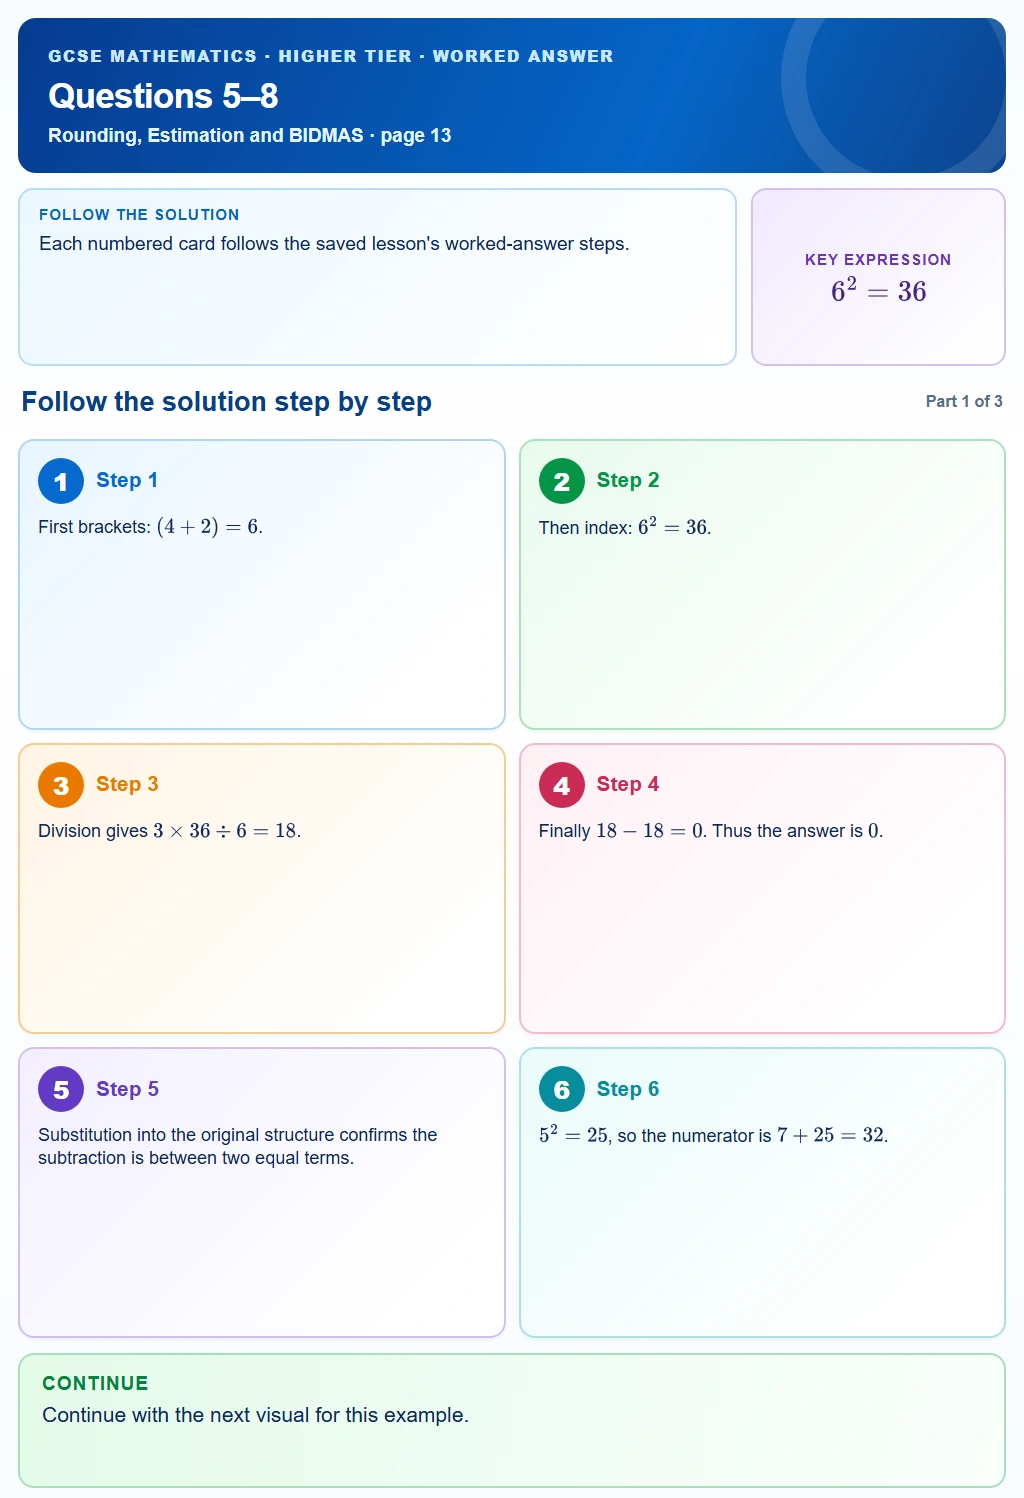 GCSE MATHEMATICS · HIGHER TIER · WORKED ANSWER
Questions 5–8
Rounding, Estimation and BIDMAS · page 13
FOLLOW THE SOLUTION
Each numbered card follows the saved lesson's worked-answer steps.
KEY EXPRESSION
6² = 36
Follow the solution step by step
Part 1 of 3
1 Step 1
First brackets: (4 + 2) = 6.
2 Step 2
Then index: 6² = 36.
3 Step 3
Division gives 3 × 36 ÷ 6 = 18.
4 Step 4
Finally 18 − 18 = 0. Thus the answer is 0.
5 Step 5
Substitution into the original structure confirms the
subtraction is between two equal terms.
6 Step 6
5² = 25, so the numerator is 7 + 25 = 32.
CONTINUE
Continue with the next visual for this example.